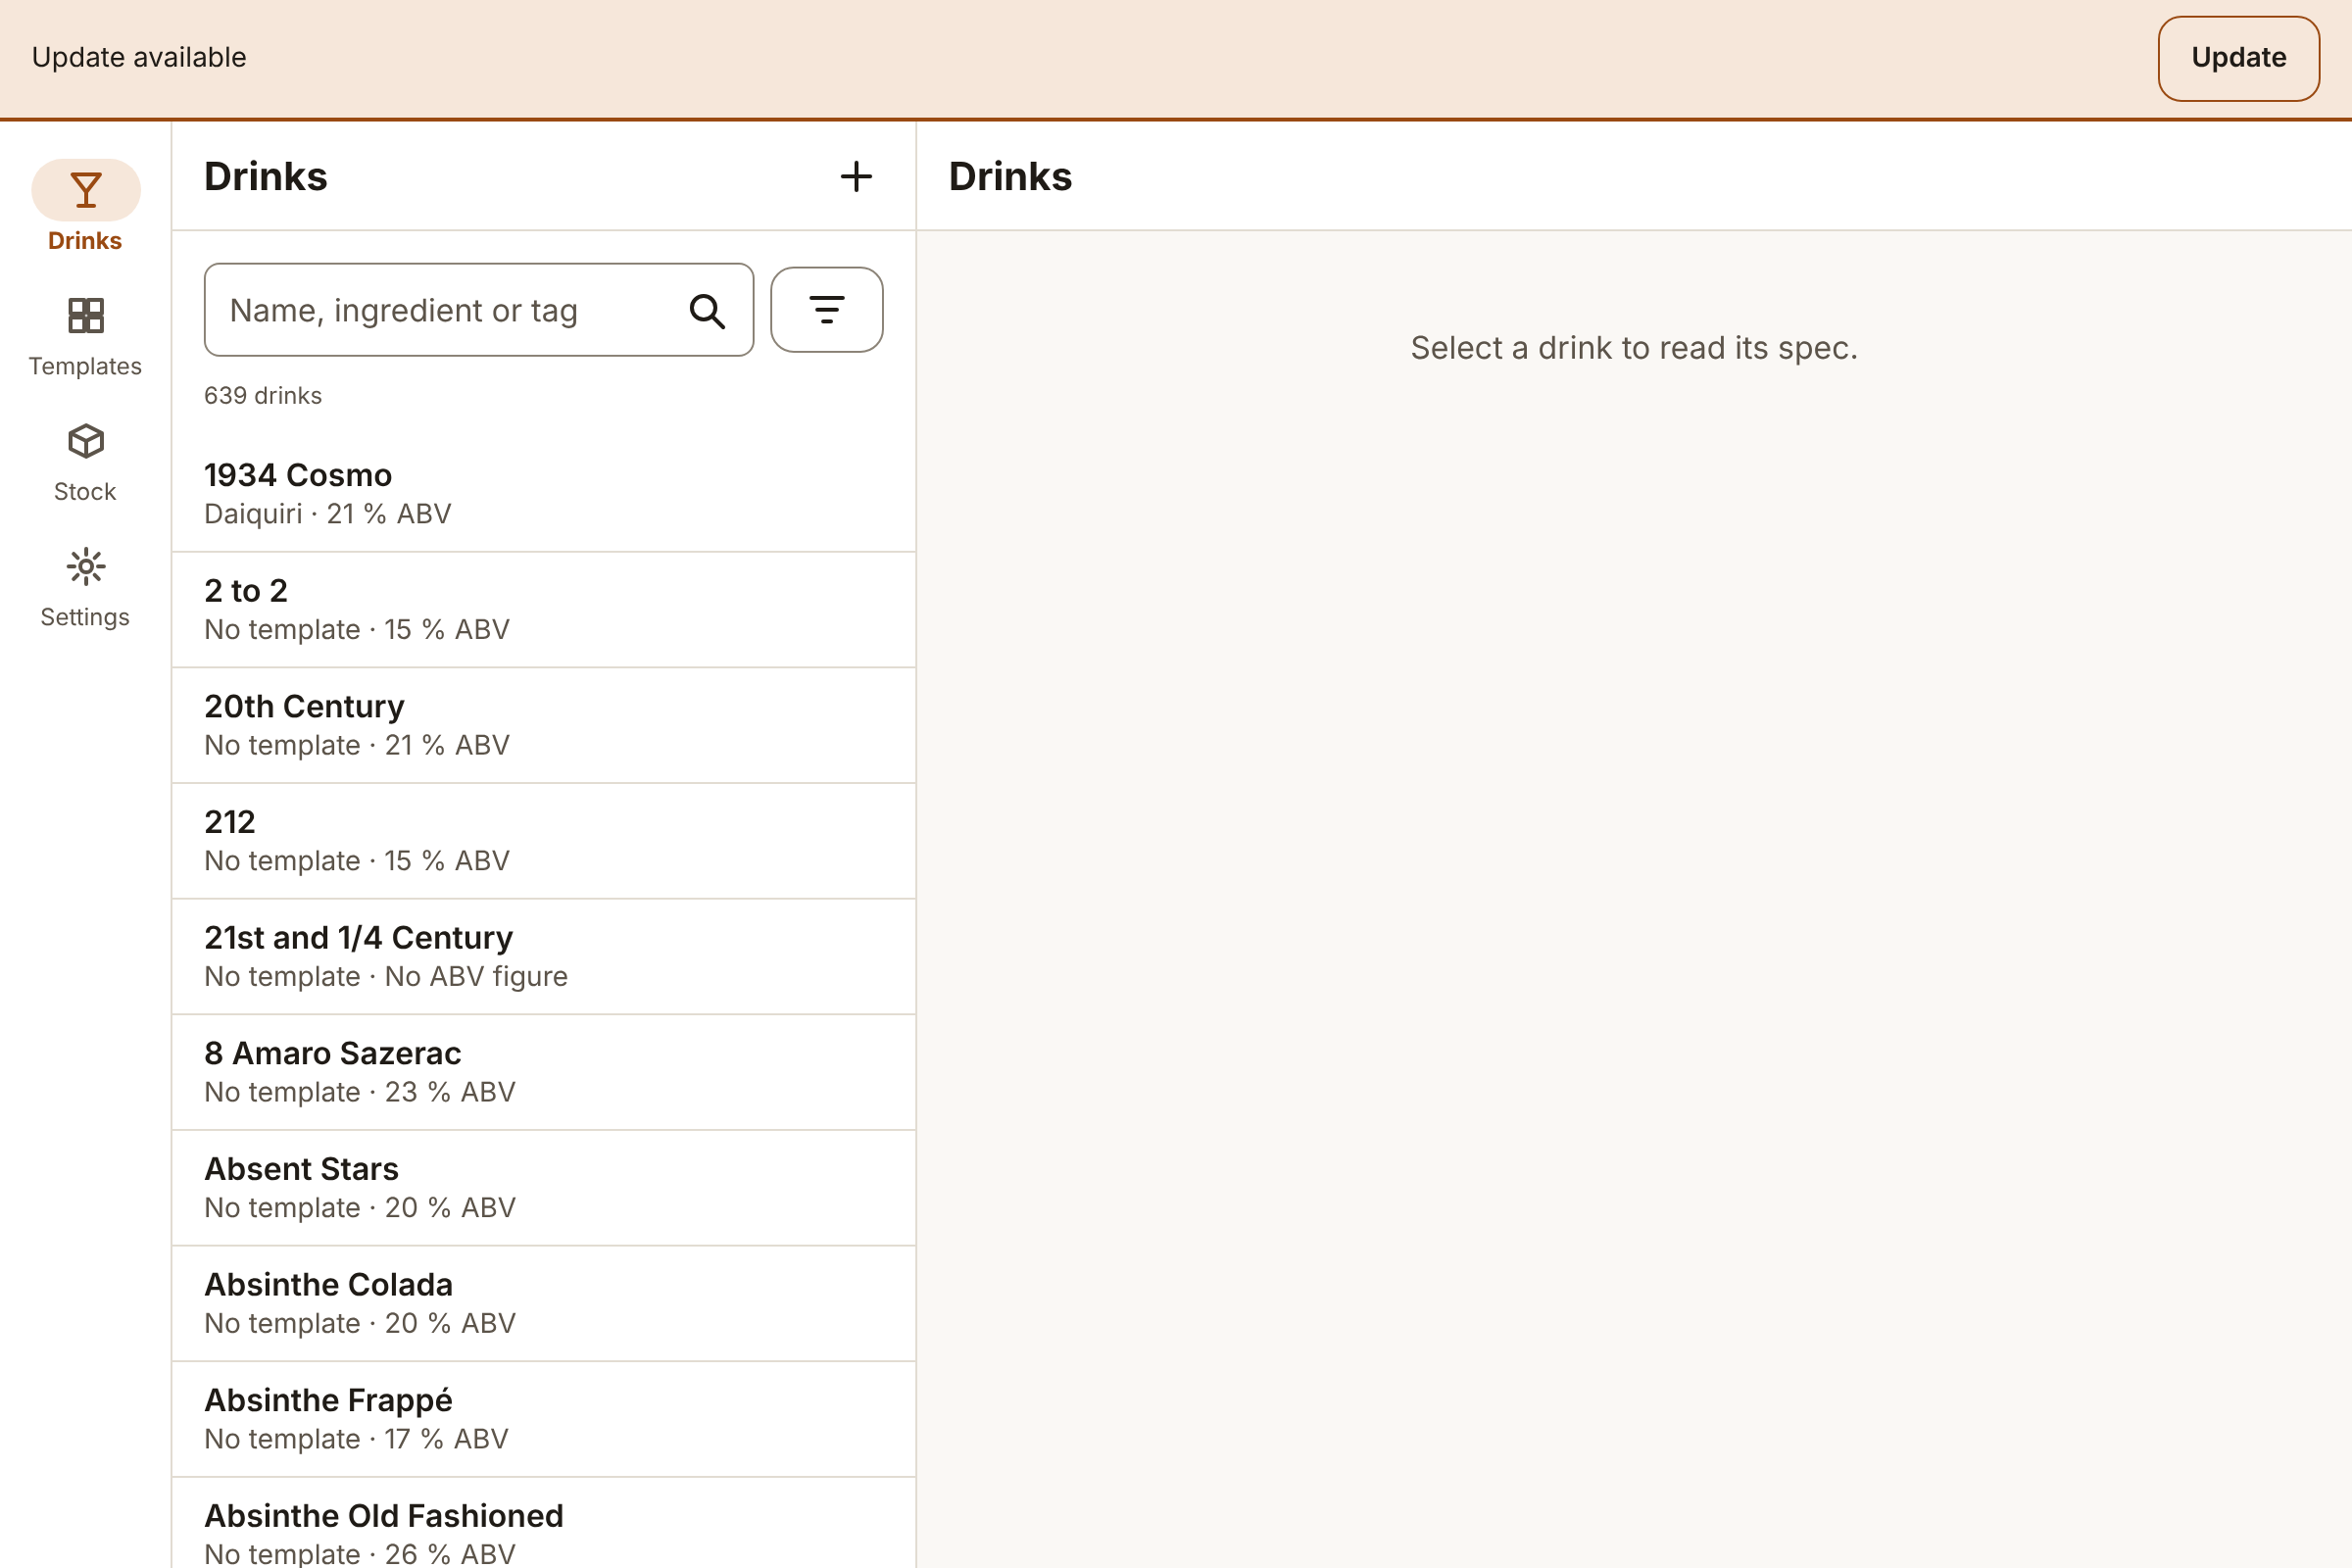 Update available
Update
Drinks
Templates
Stock
Settings
Drinks
Name, ingredient or tag
639 drinks
1934 Cosmo
Daiquiri · 21 % ABV
2 to 2
No template · 15 % ABV
20th Century
No template · 21 % ABV
212
No template · 15 % ABV
21st and 1/4 Century
No template · No ABV figure
8 Amaro Sazerac
No template · 23 % ABV
Absent Stars
No template · 20 % ABV
Absinthe Colada
No template · 20 % ABV
Absinthe Frappé
No template · 17 % ABV
Absinthe Old Fashioned
No template · 26 % ABV
Drinks
Select a drink to read its spec.